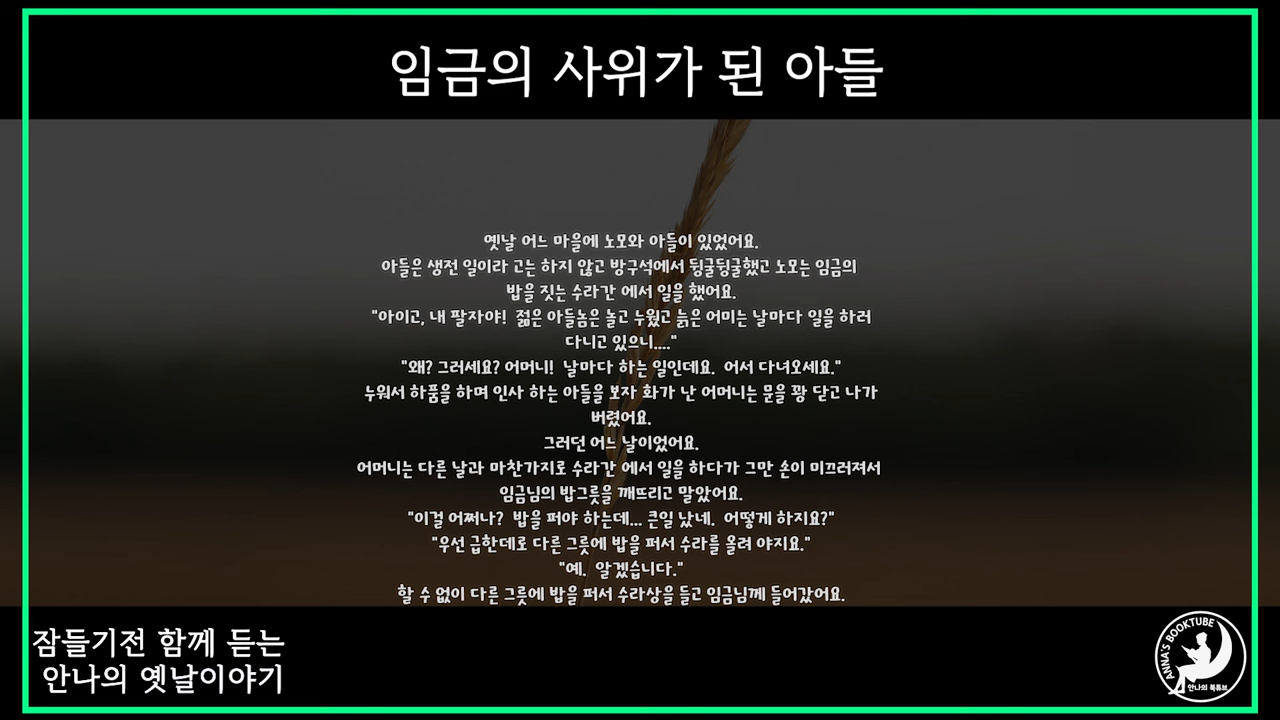 임금의 사위가 된 아들
옛날 어느 마을에 노모와 아들이 있었어요.
아들은 생전 일이라 고는 하지 않고 방구석에서 뒹굴뒹굴했고 노모는 임금의
밥을 짓는 수라간 에서 일을 했어요.
"아이고, 내 팔자야! 젊은 아들놈은 놀고 누웠고 늙은 어미는 날마다 일을 하러
다니고 있으니...."
"왜? 그러세요? 어머니! 날마다 하는 일인데요. 어서 다녀오세요."
누워서 하품을 하며 인사 하는 아들을 보자 화가 난 어머니는 문을 꽝 닫고 나가
버렸어요.
그러던 어느 날이었어요.
어머니는 다른 날과 마찬가지로 수라간 에서 일을 하다가 그만 손이 미끄러져서
임금님의 밥그릇을 깨뜨리고 말았어요.
"이걸 어쩌나? 밥을 퍼야 하는데... 큰일 났네. 어떻게 하지요?"
"우선 급한데로 다른 그릇에 밥을 퍼서 수라를 올려 야지요."
"예. 알겠습니다."
할 수 없이 다른 그릇에 밥을 퍼서 수라상을 들고 임금님께 들어갔어요.
잠들기전 함께 듣는
안나의 옛날이야기
ANNA'S BOOKTUBE
안나의 북튜브